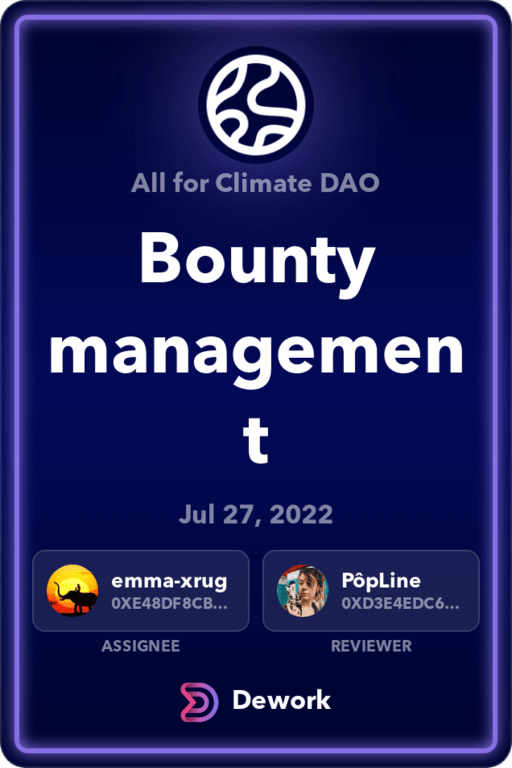 All for Climate DAO
Bounty
managemen
t
Jul 27, 2022
emma-xrug
0XE48DF8CB...
ASSIGNEE
PôpLine
0XD3E4EDC6...
REVIEWER
Dework